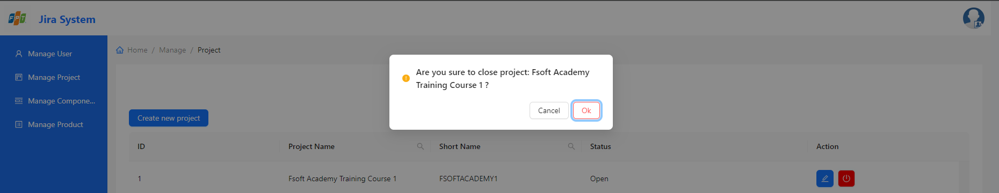 FPT
Jira System
Manage User
Manage Project
Manage Compone...
Manage Product
Home / Manage / Project
Are you sure to close project: Fsoft Academy
Training Course 1 ?
Cancel Ok
Create new project
ID Project Name Short Name Status Action
1 Fsoft Academy Training Course 1 FSOFTACADEMY1 Open